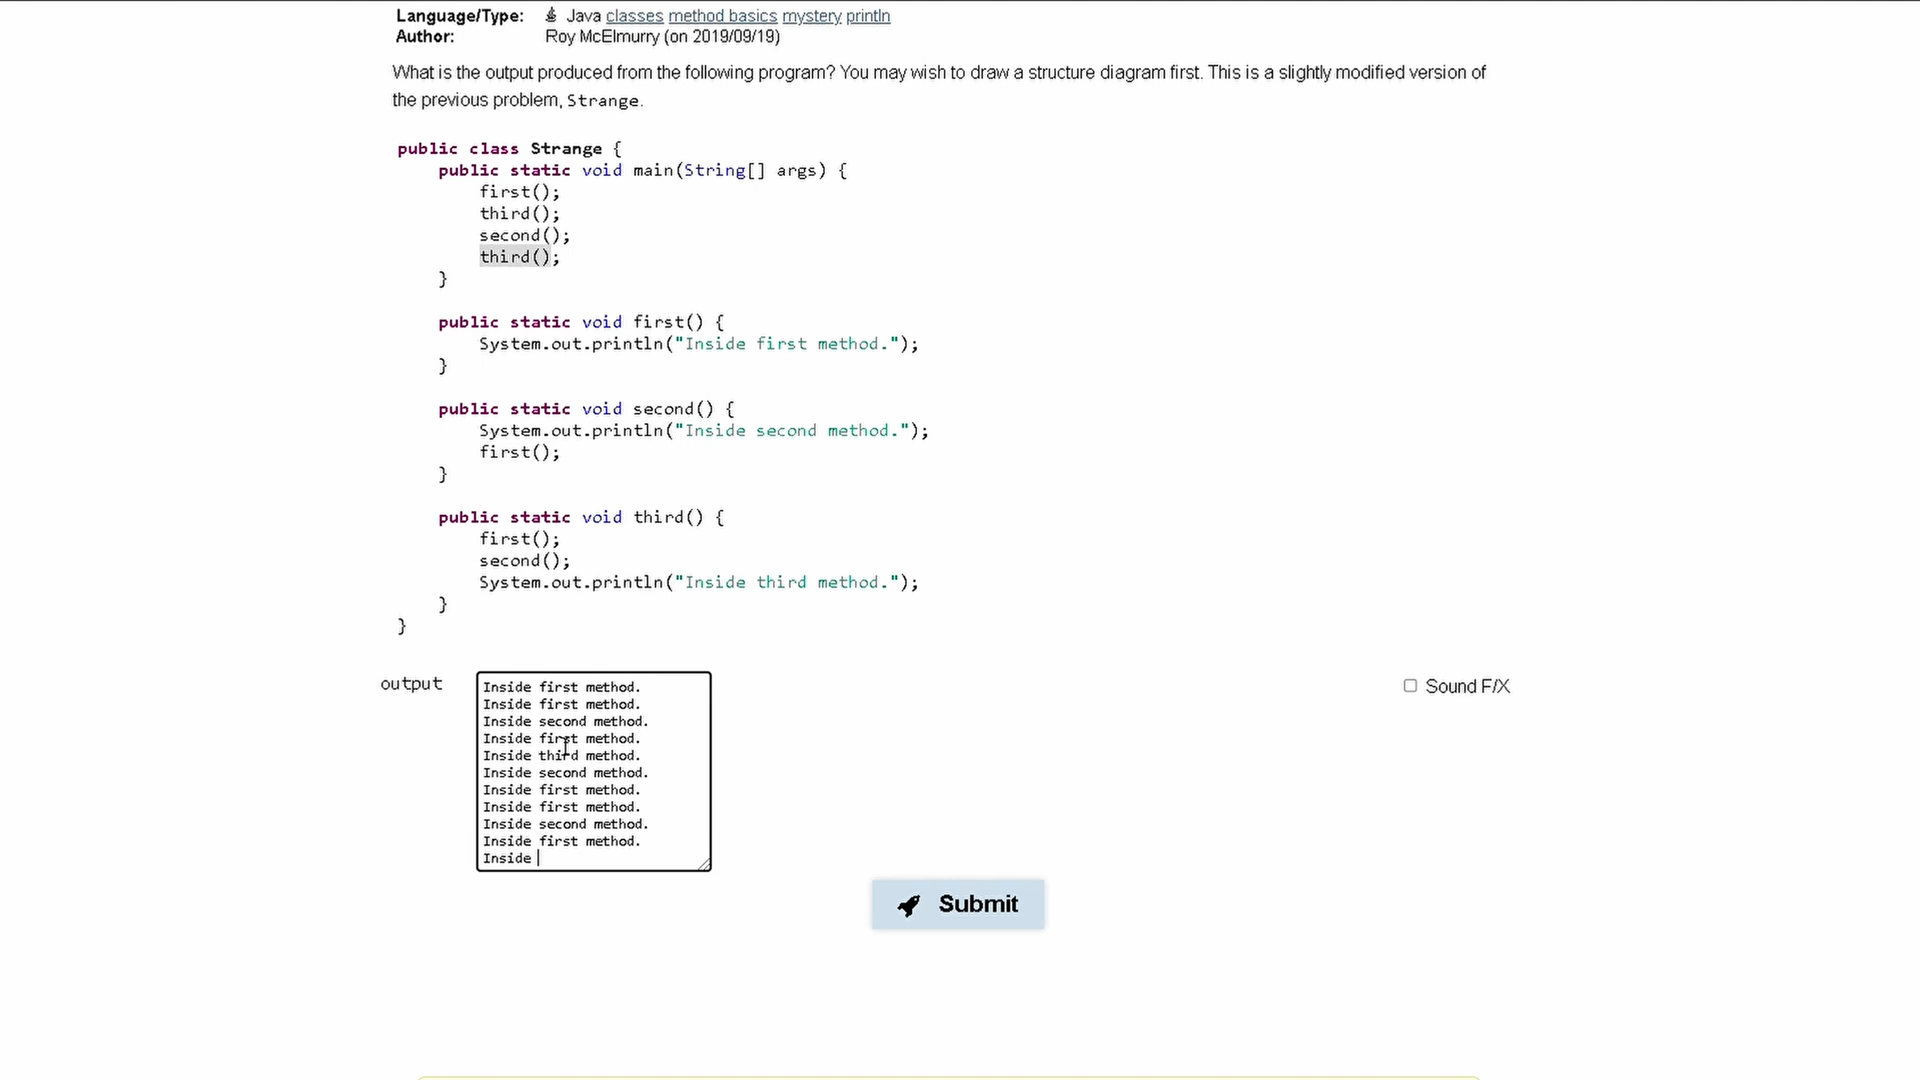 Language/Type: Java classes method basics mystery println
Author: Roy McElmurry (on 2019/09/19)
What is the output produced from the following program? You may wish to draw a structure diagram first. This is a slightly modified version of
the previous problem, Strange.
public class Strange {
    public static void main(String[] args) {
        first();
        third();
        second();
        third();
    }
    public static void first() {
        System.out.println("Inside first method.");
    }
    public static void second() {
        System.out.println("Inside second method.");
        first();
    }
    public static void third() {
        first();
        second();
        System.out.println("Inside third method.");
    }
}
output
Inside first method.
Inside first method.
Inside second method.
Inside first method.
Inside third method.
Inside second method.
Inside first method.
Inside first method.
Inside second method.
Inside first method.
Inside
Sound F/X
Submit